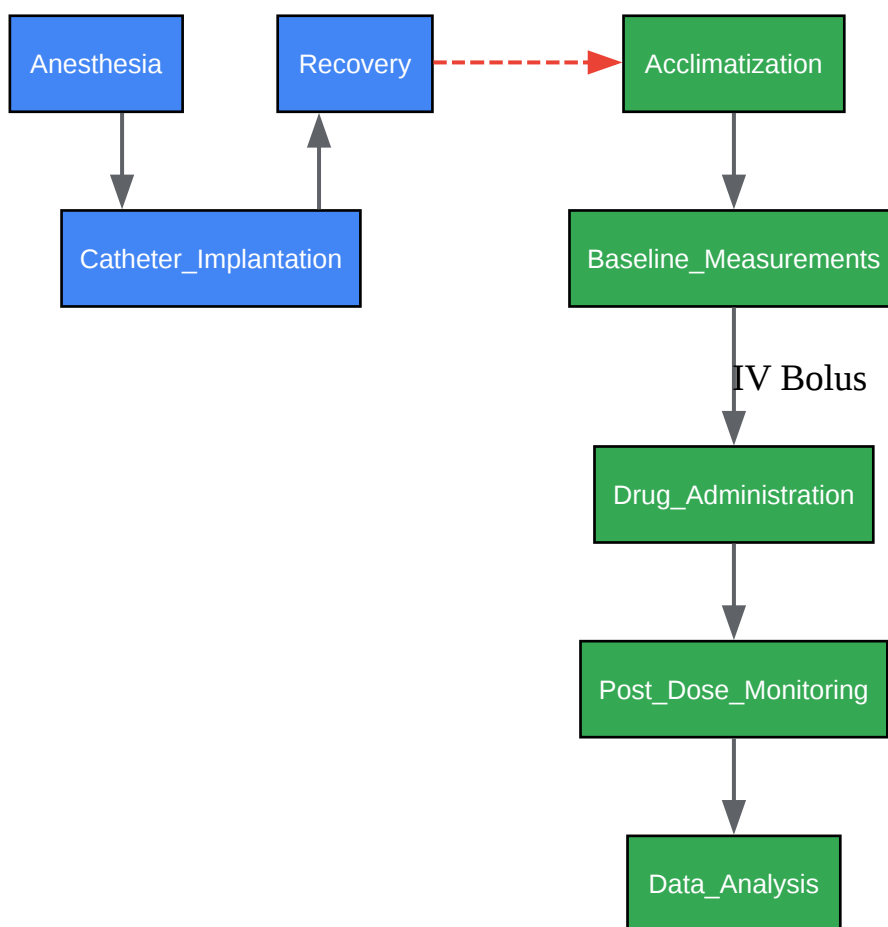 Anesthesia
Recovery
Acclimatization
Catheter_Implantation
Baseline_Measurements
IV Bolus
Drug_Administration
Post_Dose_Monitoring
Data_Analysis